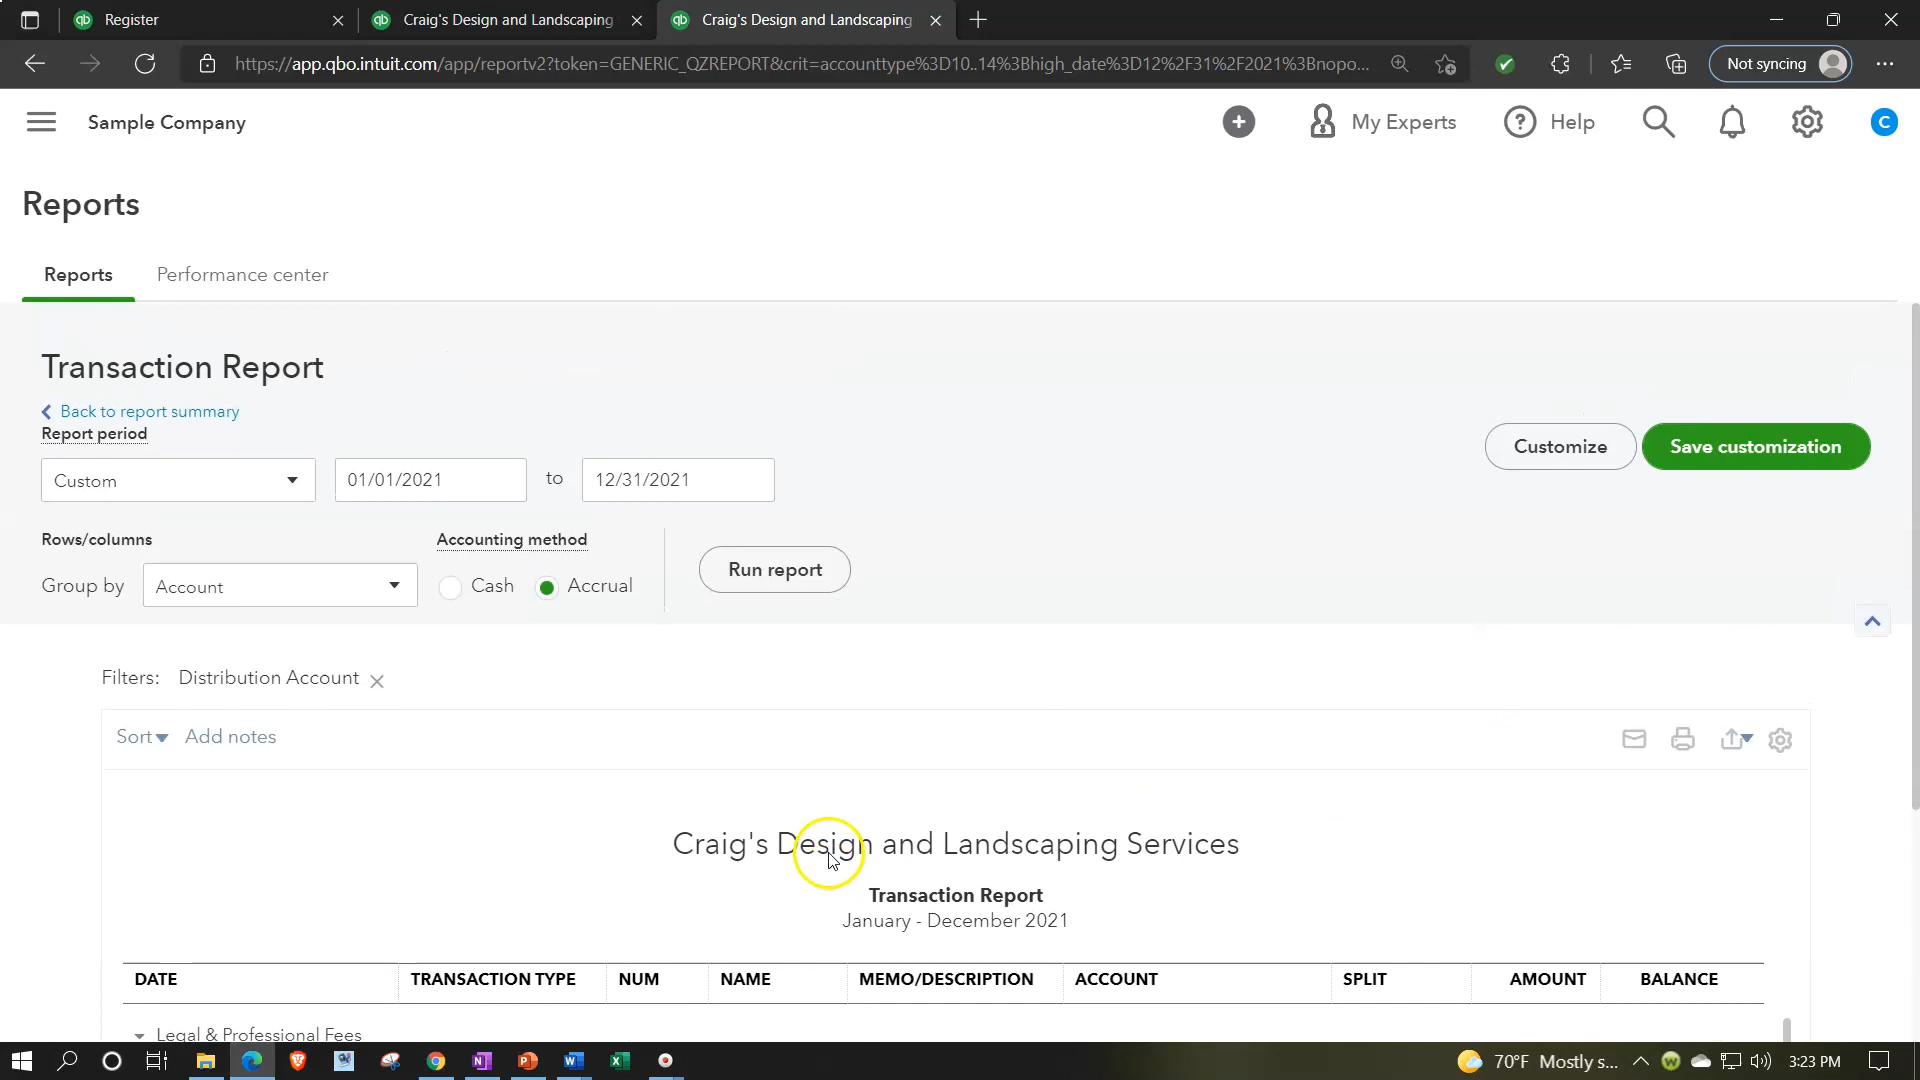 Register
Craig's Design and Landscaping
Craig's Design and Landscaping
https://app.qbo.intuit.com/app/reportv2?token=GENERIC_QZREPORT&crit=accounttype%3D10..14%3Bhigh_date%3D12%2F31%2F2021%3Bnopo...
Not syncing
Sample Company
My Experts
Help
C
Reports
Reports
Performance center
Transaction Report
Back to report summary
Report period
Customize
Save customization
Custom
01/01/2021
to
12/31/2021
Rows/columns
Accounting method
Group by
Account
Cash
Accrual
Run report
Filters: Distribution Account
Sort
Add notes
Craig's Design and Landscaping Services
Transaction Report
January - December 2021
DATE TRANSACTION TYPE NUM NAME MEMO/DESCRIPTION ACCOUNT SPLIT AMOUNT BALANCE
Legal & Professional Fees
70°F Mostly s...
3:23 PM